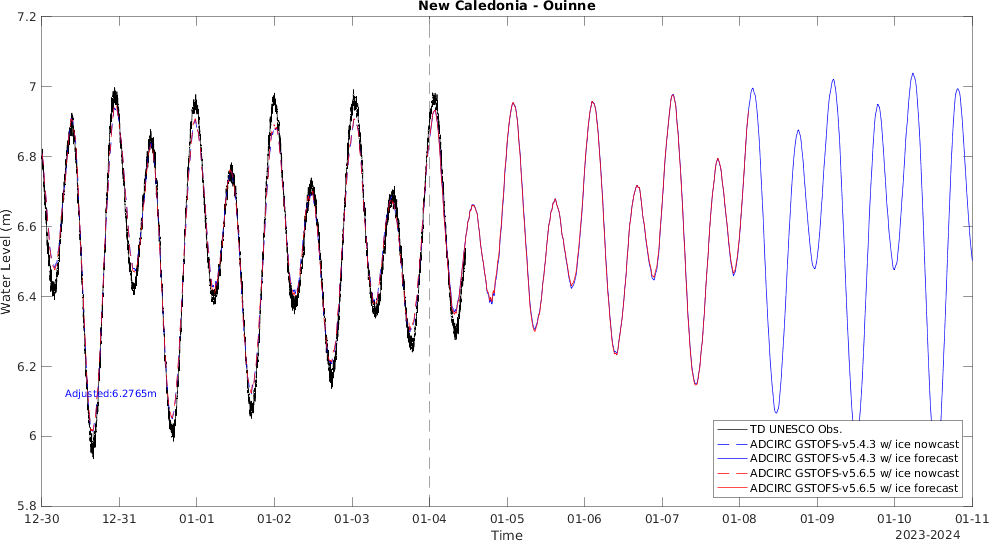 New Caledonia - Ouinne
7.2
7
6.8
6.6
6.4
6.2
6
5.8
Water Level (m)
Adjusted:6.2765m
TD UNESCO Obs.
ADCIRC GSTOFS-v5.4.3 w/ ice nowcast
ADCIRC GSTOFS-v5.4.3 w/ ice forecast
ADCIRC GSTOFS-v5.6.5 w/ ice nowcast
ADCIRC GSTOFS-v5.6.5 w/ ice forecast
12-30 12-31 01-01 01-02 01-03 01-04 01-05 01-06 01-07 01-08 01-09 01-10 01-11
Time
2023-2024